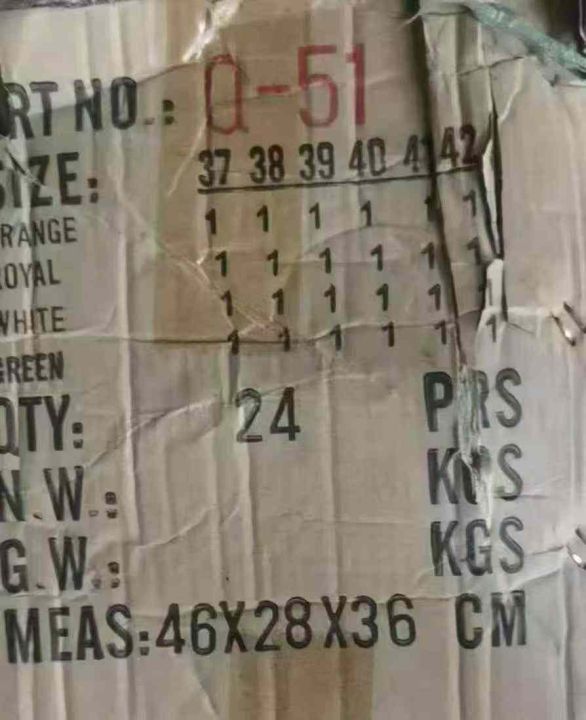 RT NO.: Q-51
SIZE: 37 38 39 40 41 42
RANGE 1 1 1 1 1 1
ROYAL 1 1 1 1 1 1
WHITE 1 1 1 1 1 1
GREEN 1 1 1 1 1 1
QTY: 24 PRS
N.W.: KGS
G.W.: KGS
MEAS:46X28X36 CM